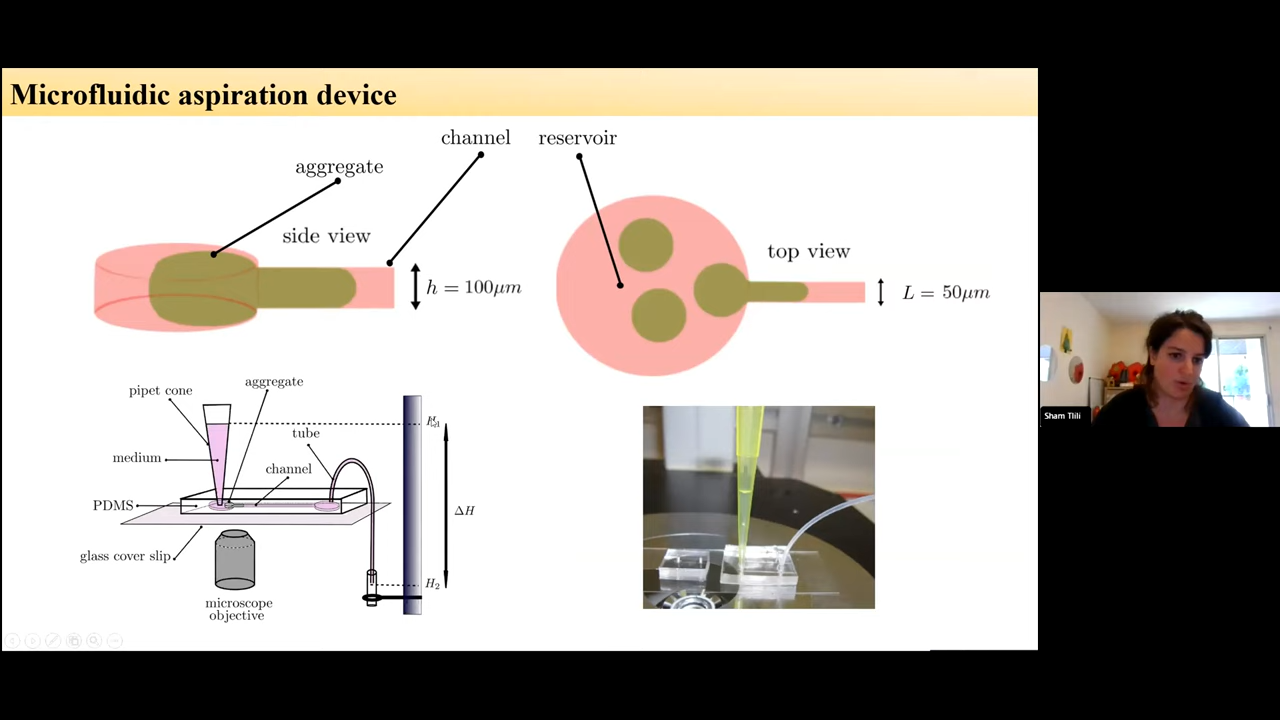 Microfluidic aspiration device
channel
reservoir
aggregate
side view
top view
h = 100μm
L = 50μm
aggregate
pipet cone
tube
medium
channel
PDMS
ΔH
glass cover slip
H₂
microscope
objective
Sham Tlili